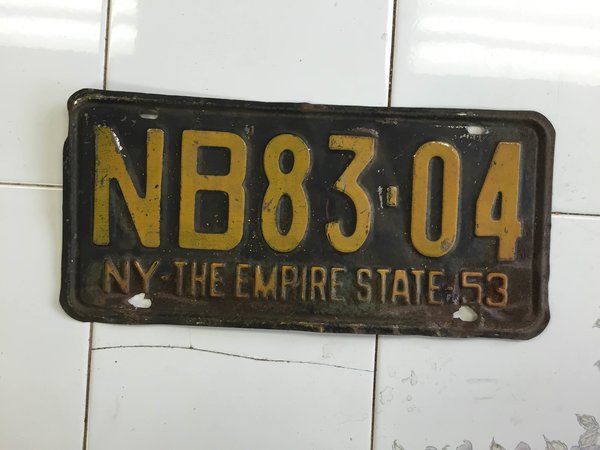 NB83-04
NY·THE EMPIRE STATE·53